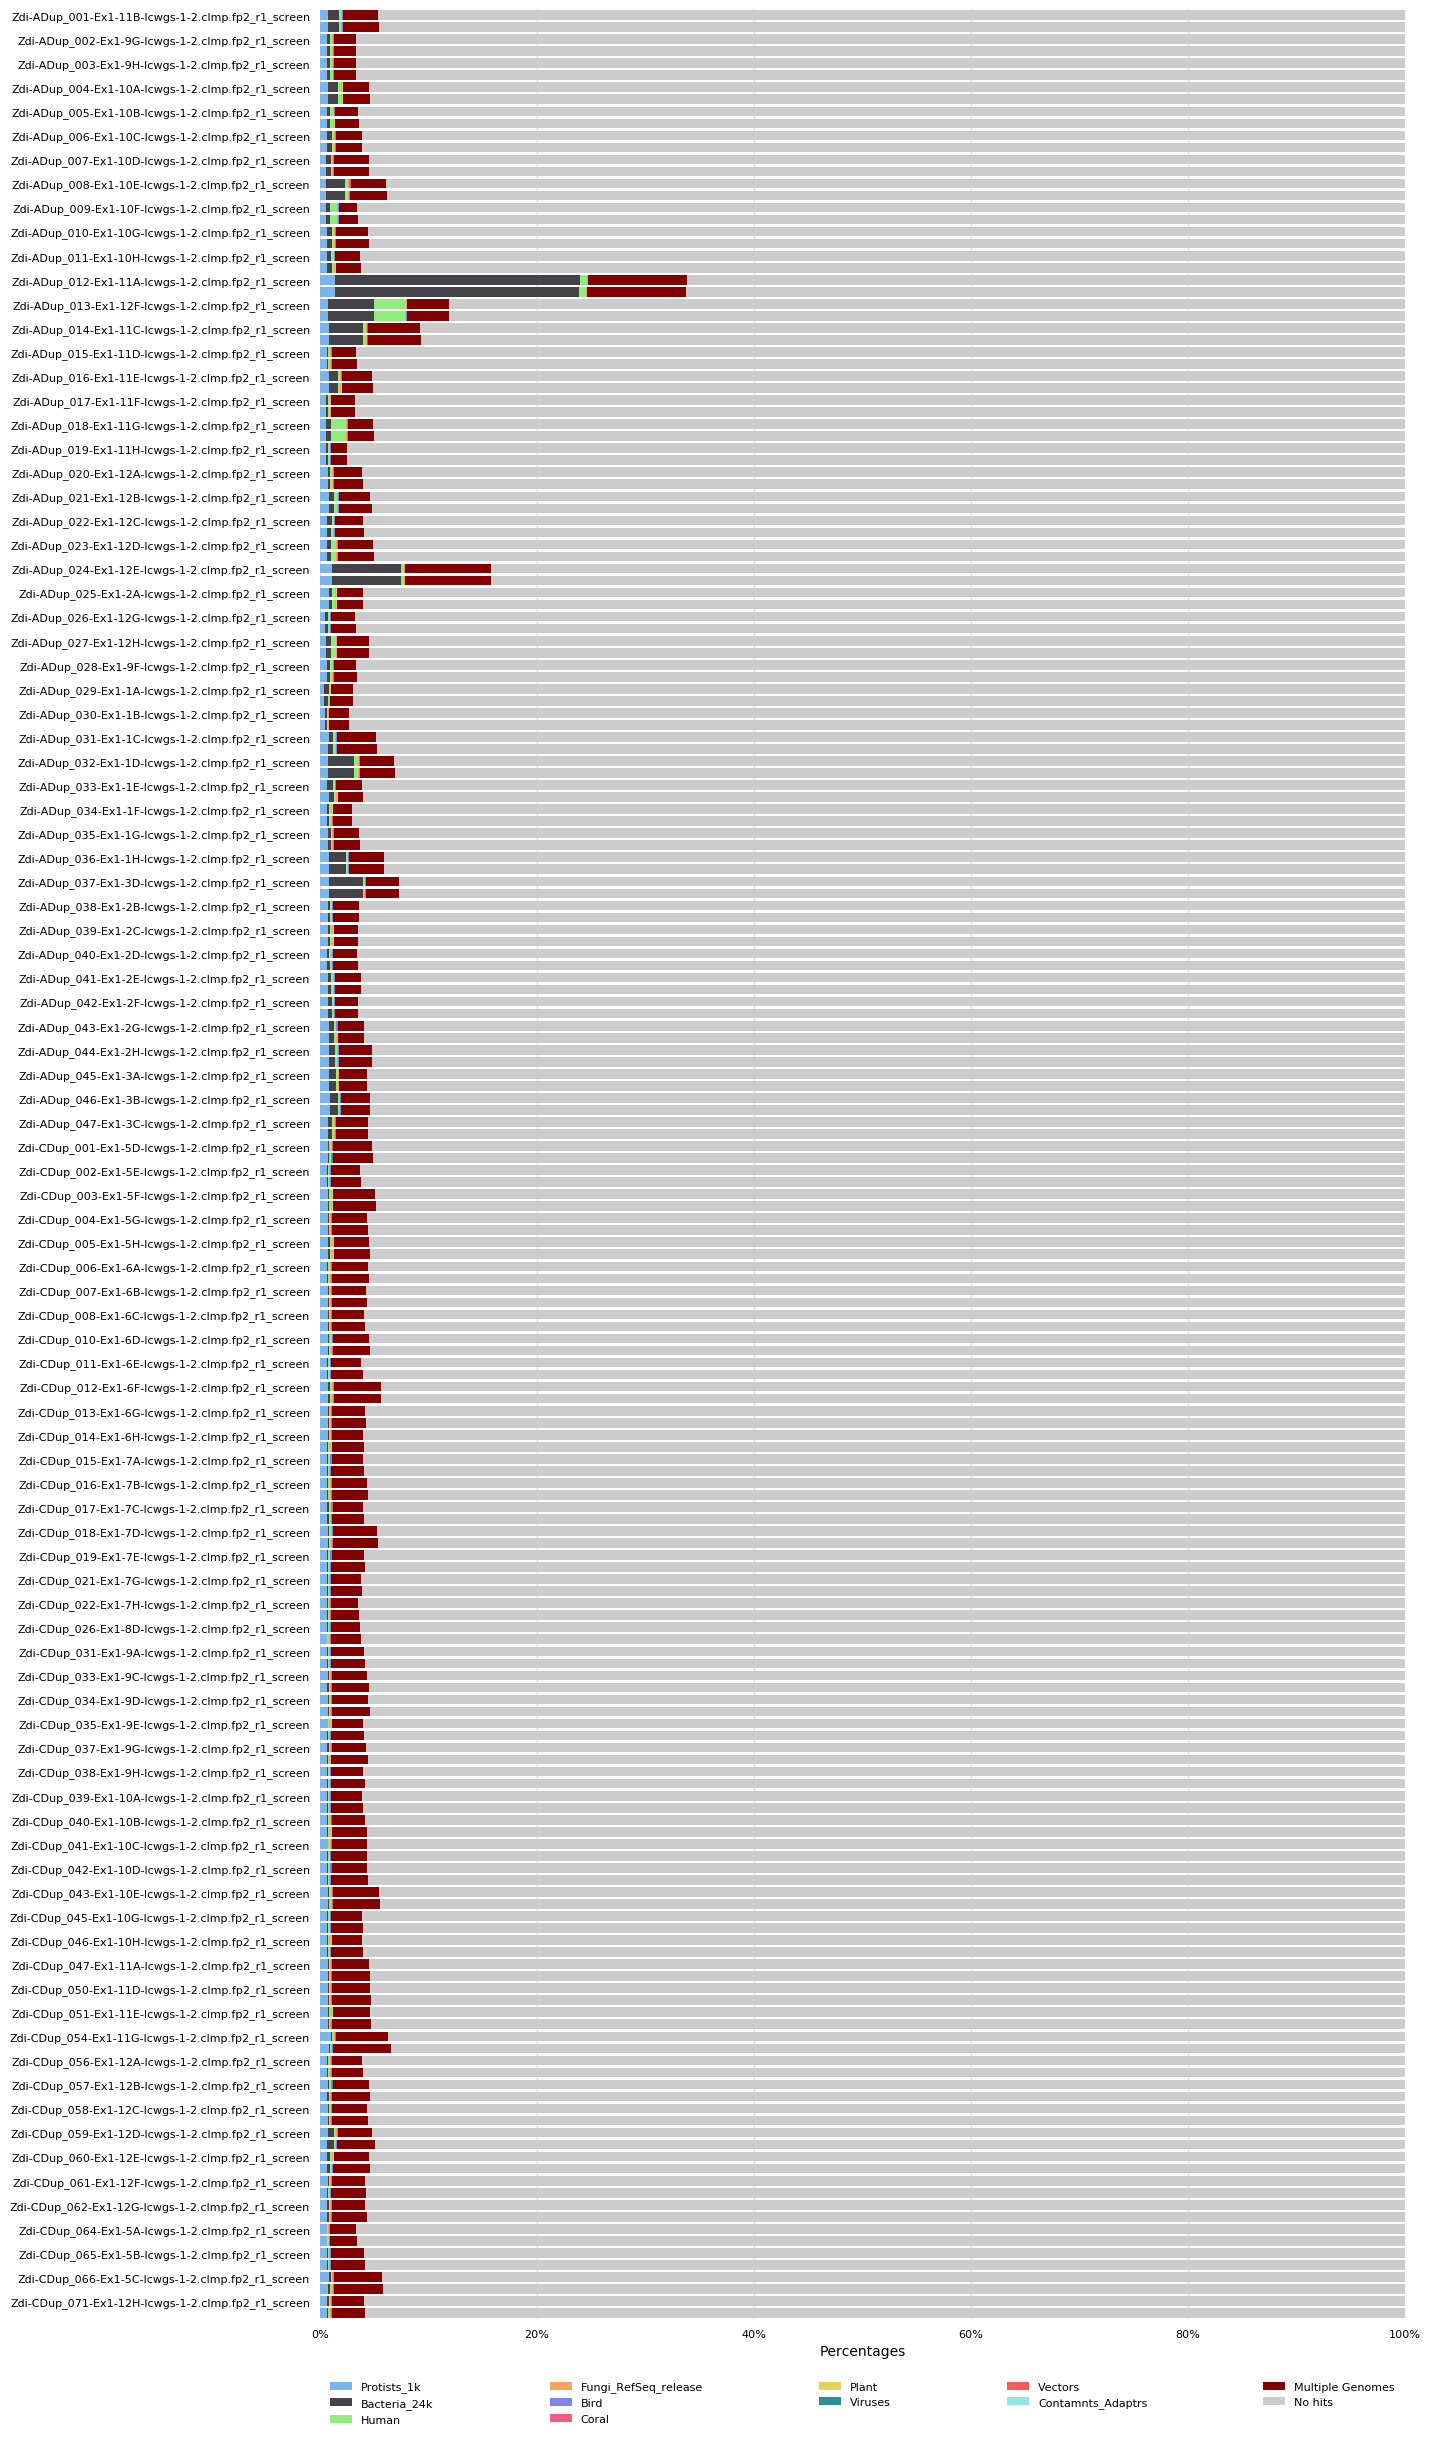 Zdi-ADup_001-Ex1-11B-lcwgs-1-2.clmp.fp2_r1_screen
Zdi-ADup_002-Ex1-9G-lcwgs-1-2.clmp.fp2_r1_screen
Zdi-ADup_003-Ex1-9H-lcwgs-1-2.clmp.fp2_r1_screen
Zdi-ADup_004-Ex1-10A-lcwgs-1-2.clmp.fp2_r1_screen
Zdi-ADup_005-Ex1-10B-lcwgs-1-2.clmp.fp2_r1_screen
Zdi-ADup_006-Ex1-10C-lcwgs-1-2.clmp.fp2_r1_screen
Zdi-ADup_007-Ex1-10D-lcwgs-1-2.clmp.fp2_r1_screen
Zdi-ADup_008-Ex1-10E-lcwgs-1-2.clmp.fp2_r1_screen
Zdi-ADup_009-Ex1-10F-lcwgs-1-2.clmp.fp2_r1_screen
Zdi-ADup_010-Ex1-10G-lcwgs-1-2.clmp.fp2_r1_screen
Zdi-ADup_011-Ex1-10H-lcwgs-1-2.clmp.fp2_r1_screen
Zdi-ADup_012-Ex1-11A-lcwgs-1-2.clmp.fp2_r1_screen
Zdi-ADup_013-Ex1-12F-lcwgs-1-2.clmp.fp2_r1_screen
Zdi-ADup_014-Ex1-11C-lcwgs-1-2.clmp.fp2_r1_screen
Zdi-ADup_015-Ex1-11D-lcwgs-1-2.clmp.fp2_r1_screen
Zdi-ADup_016-Ex1-11E-lcwgs-1-2.clmp.fp2_r1_screen
Zdi-ADup_017-Ex1-11F-lcwgs-1-2.clmp.fp2_r1_screen
Zdi-ADup_018-Ex1-11G-lcwgs-1-2.clmp.fp2_r1_screen
Zdi-ADup_019-Ex1-11H-lcwgs-1-2.clmp.fp2_r1_screen
Zdi-ADup_020-Ex1-12A-lcwgs-1-2.clmp.fp2_r1_screen
Zdi-ADup_021-Ex1-12B-lcwgs-1-2.clmp.fp2_r1_screen
Zdi-ADup_022-Ex1-12C-lcwgs-1-2.clmp.fp2_r1_screen
Zdi-ADup_023-Ex1-12D-lcwgs-1-2.clmp.fp2_r1_screen
Zdi-ADup_024-Ex1-12E-lcwgs-1-2.clmp.fp2_r1_screen
Zdi-ADup_025-Ex1-2A-lcwgs-1-2.clmp.fp2_r1_screen
Zdi-ADup_026-Ex1-12G-lcwgs-1-2.clmp.fp2_r1_screen
Zdi-ADup_027-Ex1-12H-lcwgs-1-2.clmp.fp2_r1_screen
Zdi-ADup_028-Ex1-9F-lcwgs-1-2.clmp.fp2_r1_screen
Zdi-ADup_029-Ex1-1A-lcwgs-1-2.clmp.fp2_r1_screen
Zdi-ADup_030-Ex1-1B-lcwgs-1-2.clmp.fp2_r1_screen
Zdi-ADup_031-Ex1-1C-lcwgs-1-2.clmp.fp2_r1_screen
Zdi-ADup_032-Ex1-1D-lcwgs-1-2.clmp.fp2_r1_screen
Zdi-ADup_033-Ex1-1E-lcwgs-1-2.clmp.fp2_r1_screen
Zdi-ADup_034-Ex1-1F-lcwgs-1-2.clmp.fp2_r1_screen
Zdi-ADup_035-Ex1-1G-lcwgs-1-2.clmp.fp2_r1_screen
Zdi-ADup_036-Ex1-1H-lcwgs-1-2.clmp.fp2_r1_screen
Zdi-ADup_037-Ex1-3D-lcwgs-1-2.clmp.fp2_r1_screen
Zdi-ADup_038-Ex1-2B-lcwgs-1-2.clmp.fp2_r1_screen
Zdi-ADup_039-Ex1-2C-lcwgs-1-2.clmp.fp2_r1_screen
Zdi-ADup_040-Ex1-2D-lcwgs-1-2.clmp.fp2_r1_screen
Zdi-ADup_041-Ex1-2E-lcwgs-1-2.clmp.fp2_r1_screen
Zdi-ADup_042-Ex1-2F-lcwgs-1-2.clmp.fp2_r1_screen
Zdi-ADup_043-Ex1-2G-lcwgs-1-2.clmp.fp2_r1_screen
Zdi-ADup_044-Ex1-2H-lcwgs-1-2.clmp.fp2_r1_screen
Zdi-ADup_045-Ex1-3A-lcwgs-1-2.clmp.fp2_r1_screen
Zdi-ADup_046-Ex1-3B-lcwgs-1-2.clmp.fp2_r1_screen
Zdi-ADup_047-Ex1-3C-lcwgs-1-2.clmp.fp2_r1_screen
Zdi-CDup_001-Ex1-5D-lcwgs-1-2.clmp.fp2_r1_screen
Zdi-CDup_002-Ex1-5E-lcwgs-1-2.clmp.fp2_r1_screen
Zdi-CDup_003-Ex1-5F-lcwgs-1-2.clmp.fp2_r1_screen
Zdi-CDup_004-Ex1-5G-lcwgs-1-2.clmp.fp2_r1_screen
Zdi-CDup_005-Ex1-5H-lcwgs-1-2.clmp.fp2_r1_screen
Zdi-CDup_006-Ex1-6A-lcwgs-1-2.clmp.fp2_r1_screen
Zdi-CDup_007-Ex1-6B-lcwgs-1-2.clmp.fp2_r1_screen
Zdi-CDup_008-Ex1-6C-lcwgs-1-2.clmp.fp2_r1_screen
Zdi-CDup_010-Ex1-6D-lcwgs-1-2.clmp.fp2_r1_screen
Zdi-CDup_011-Ex1-6E-lcwgs-1-2.clmp.fp2_r1_screen
Zdi-CDup_012-Ex1-6F-lcwgs-1-2.clmp.fp2_r1_screen
Zdi-CDup_013-Ex1-6G-lcwgs-1-2.clmp.fp2_r1_screen
Zdi-CDup_014-Ex1-6H-lcwgs-1-2.clmp.fp2_r1_screen
Zdi-CDup_015-Ex1-7A-lcwgs-1-2.clmp.fp2_r1_screen
Zdi-CDup_016-Ex1-7B-lcwgs-1-2.clmp.fp2_r1_screen
Zdi-CDup_017-Ex1-7C-lcwgs-1-2.clmp.fp2_r1_screen
Zdi-CDup_018-Ex1-7D-lcwgs-1-2.clmp.fp2_r1_screen
Zdi-CDup_019-Ex1-7E-lcwgs-1-2.clmp.fp2_r1_screen
Zdi-CDup_021-Ex1-7G-lcwgs-1-2.clmp.fp2_r1_screen
Zdi-CDup_022-Ex1-7H-lcwgs-1-2.clmp.fp2_r1_screen
Zdi-CDup_026-Ex1-8D-lcwgs-1-2.clmp.fp2_r1_screen
Zdi-CDup_031-Ex1-9A-lcwgs-1-2.clmp.fp2_r1_screen
Zdi-CDup_033-Ex1-9C-lcwgs-1-2.clmp.fp2_r1_screen
Zdi-CDup_034-Ex1-9D-lcwgs-1-2.clmp.fp2_r1_screen
Zdi-CDup_035-Ex1-9E-lcwgs-1-2.clmp.fp2_r1_screen
Zdi-CDup_037-Ex1-9G-lcwgs-1-2.clmp.fp2_r1_screen
Zdi-CDup_038-Ex1-9H-lcwgs-1-2.clmp.fp2_r1_screen
Zdi-CDup_039-Ex1-10A-lcwgs-1-2.clmp.fp2_r1_screen
Zdi-CDup_040-Ex1-10B-lcwgs-1-2.clmp.fp2_r1_screen
Zdi-CDup_041-Ex1-10C-lcwgs-1-2.clmp.fp2_r1_screen
Zdi-CDup_042-Ex1-10D-lcwgs-1-2.clmp.fp2_r1_screen
Zdi-CDup_043-Ex1-10E-lcwgs-1-2.clmp.fp2_r1_screen
Zdi-CDup_045-Ex1-10G-lcwgs-1-2.clmp.fp2_r1_screen
Zdi-CDup_046-Ex1-10H-lcwgs-1-2.clmp.fp2_r1_screen
Zdi-CDup_047-Ex1-11A-lcwgs-1-2.clmp.fp2_r1_screen
Zdi-CDup_050-Ex1-11D-lcwgs-1-2.clmp.fp2_r1_screen
Zdi-CDup_051-Ex1-11E-lcwgs-1-2.clmp.fp2_r1_screen
Zdi-CDup_054-Ex1-11G-lcwgs-1-2.clmp.fp2_r1_screen
Zdi-CDup_056-Ex1-12A-lcwgs-1-2.clmp.fp2_r1_screen
Zdi-CDup_057-Ex1-12B-lcwgs-1-2.clmp.fp2_r1_screen
Zdi-CDup_058-Ex1-12C-lcwgs-1-2.clmp.fp2_r1_screen
Zdi-CDup_059-Ex1-12D-lcwgs-1-2.clmp.fp2_r1_screen
Zdi-CDup_060-Ex1-12E-lcwgs-1-2.clmp.fp2_r1_screen
Zdi-CDup_061-Ex1-12F-lcwgs-1-2.clmp.fp2_r1_screen
Zdi-CDup_062-Ex1-12G-lcwgs-1-2.clmp.fp2_r1_screen
Zdi-CDup_064-Ex1-5A-lcwgs-1-2.clmp.fp2_r1_screen
Zdi-CDup_065-Ex1-5B-lcwgs-1-2.clmp.fp2_r1_screen
Zdi-CDup_066-Ex1-5C-lcwgs-1-2.clmp.fp2_r1_screen
Zdi-CDup_071-Ex1-12H-lcwgs-1-2.clmp.fp2_r1_screen
0% 20% 40% 60% 80% 100%
Percentages
Protists_1k Fungi_RefSeq_release Plant Vectors Multiple Genomes
Bacteria_24k Bird Viruses Contamnts_Adaptrs No hits
Human Coral